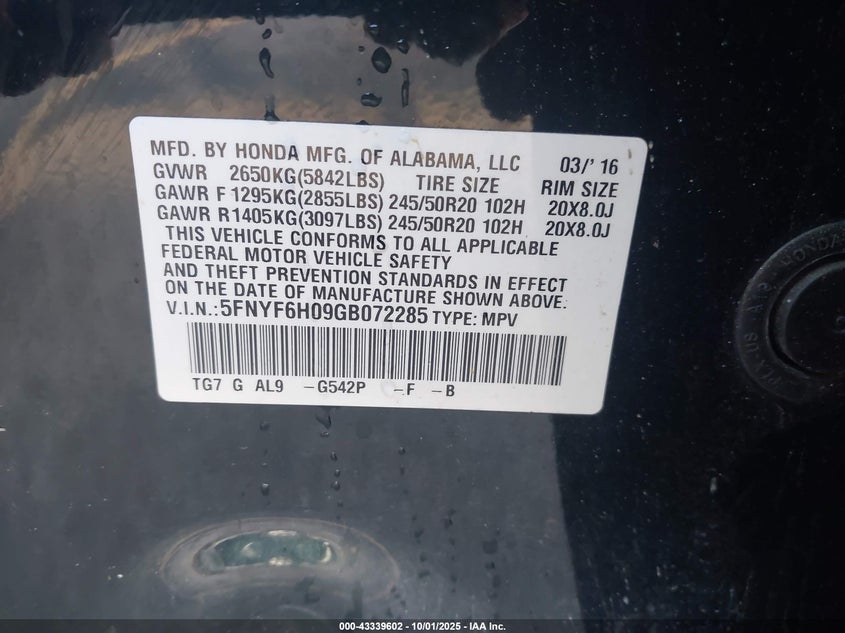 MFD. BY HONDA MFG. OF ALABAMA, LLC 03/' 16
GVWR 2650KG(5842LBS) TIRE SIZE RIM SIZE
GAWR F 1295KG(2855LBS) 245/50R20 102H 20X8.0J
GAWR R 1405KG(3097LBS) 245/50R20 102H 20X8.0J
THIS VEHICLE CONFORMS TO ALL APPLICABLE
FEDERAL MOTOR VEHICLE SAFETY
AND THEFT PREVENTION STANDARDS IN EFFECT
ON THE DATE OF MANUFACTURE SHOWN ABOVE.
V.I.N.:5FNYF6H09GB072285 TYPE: MPV
TG7 G AL9 -G542P -F -B
HONDA
000-43339602 - 10/01/2025 - IAA Inc.